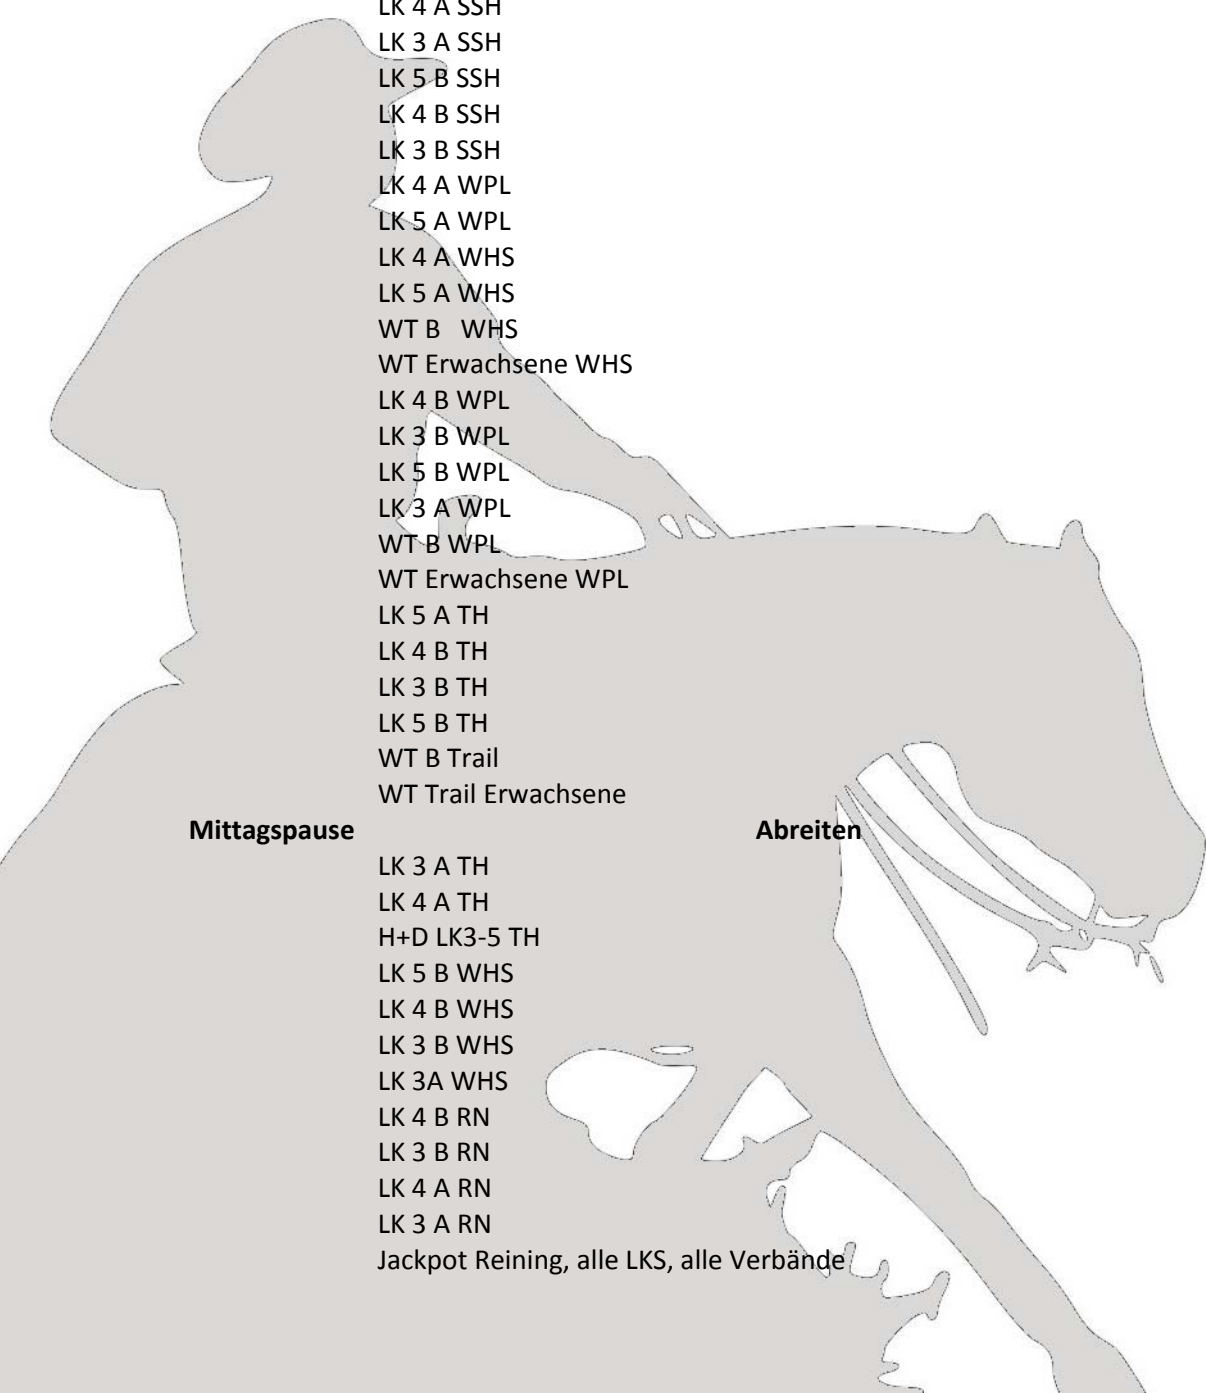 LK 4 A SSH
LK 3 A SSH
LK 5 B SSH
LK 4 B SSH
LK 3 B SSH
LK 4 A WPL
LK 5 A WPL
LK 4 A WHS
LK 5 A WHS
WT B   WHS
WT Erwachsene WHS
LK 4 B WPL
LK 3 B WPL
LK 5 B WPL
LK 3 A WPL
WT B WPL
WT Erwachsene WPL
LK 5 A TH
LK 4 B TH
LK 3 B TH
LK 5 B TH
WT B Trail
WT Trail Erwachsene
Mittagspause Abreiten
LK 3 A TH
LK 4 A TH
H+D LK3-5 TH
LK 5 B WHS
LK 4 B WHS
LK 3 B WHS
LK 3A WHS
LK 4 B RN
LK 3 B RN
LK 4 A RN
LK 3 A RN
Jackpot Reining, alle LKS, alle Verbände